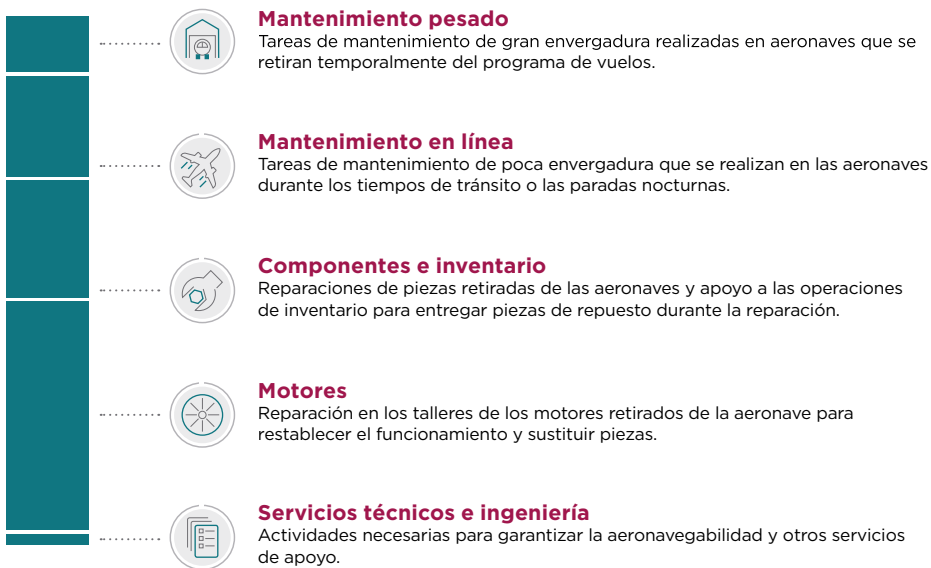 Mantenimiento pesado
Tareas de mantenimiento de gran envergadura realizadas en aeronaves que se
retiran temporalmente del programa de vuelos.
Mantenimiento en línea
Tareas de mantenimiento de poca envergadura que se realizan en las aeronaves
durante los tiempos de tránsito o las paradas nocturnas.
Componentes e inventario
Reparaciones de piezas retiradas de las aeronaves y apoyo a las operaciones
de inventario para entregar piezas de repuesto durante la reparación.
Motores
Reparación en los talleres de los motores retirados de la aeronave para
restablecer el funcionamiento y sustituir piezas.
Servicios técnicos e ingeniería
Actividades necesarias para garantizar la aeronavegabilidad y otros servicios
de apoyo.